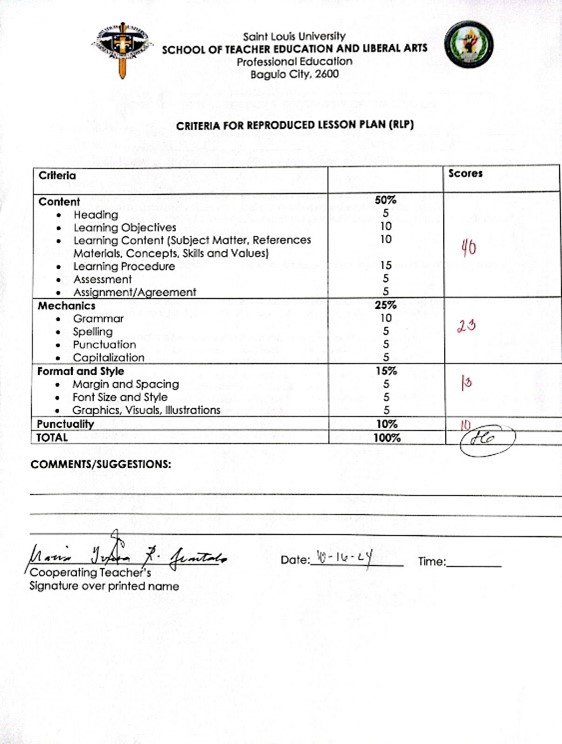 Saint Louis University
SCHOOL OF TEACHER EDUCATION AND LIBERAL ARTS
Professional Education
Baguio City, 2600
CRITERIA FOR REPRODUCED LESSON PLAN (RLP)
Criteria Scores
Content 50%
• Heading 5
• Learning Objectives 10
• Learning Content (Subject Matter, References 10
Materials, Concepts, Skills and Values)
40
• Learning Procedure 15
• Assessment 5
• Assignment/Agreement 5
Mechanics 25%
• Grammar 10
• Spelling 5 23
• Punctuation 5
• Capitalization 5
Format and Style 15%
• Margin and Spacing 5 13
• Font Size and Style 5
• Graphics, Visuals, Illustrations 5
Punctuality 10% 10
TOTAL 100% 86
COMMENTS/SUGGESTIONS:
Date: 10-16-24 Time:
Cooperating Teacher's
Signature over printed name